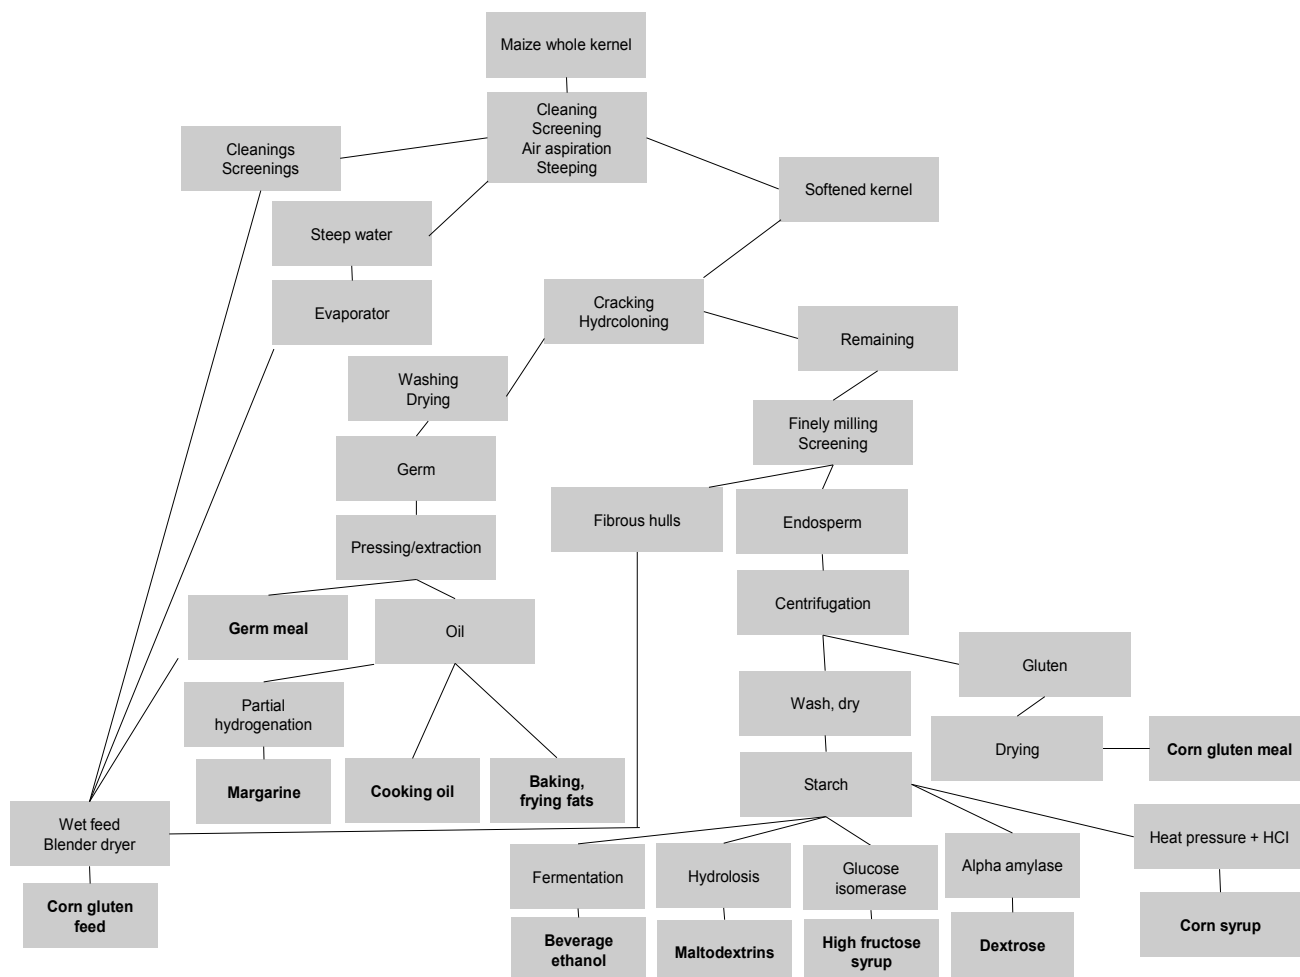 Maize whole kernel
Cleaning
Screening
Air aspiration
Steeping
Cleanings
Screenings
Softened kernel
Steep water
Evaporator
Cracking
Hydrcoloning
Remaining
Washing
Drying
Finely milling
Screening
Germ
Fibrous hulls
Endosperm
Pressing/extraction
Centrifugation
Germ meal
Oil
Gluten
Partial
hydrogenation
Wash, dry
Drying
Corn gluten meal
Margarine
Cooking oil
Baking,
frying fats
Starch
Wet feed
Blender dryer
Heat pressure + HCl
Fermentation
Hydrolosis
Glucose
isomerase
Alpha amylase
Corn gluten
feed
Beverage
ethanol
Maltodextrins
High fructose
syrup
Dextrose
Corn syrup